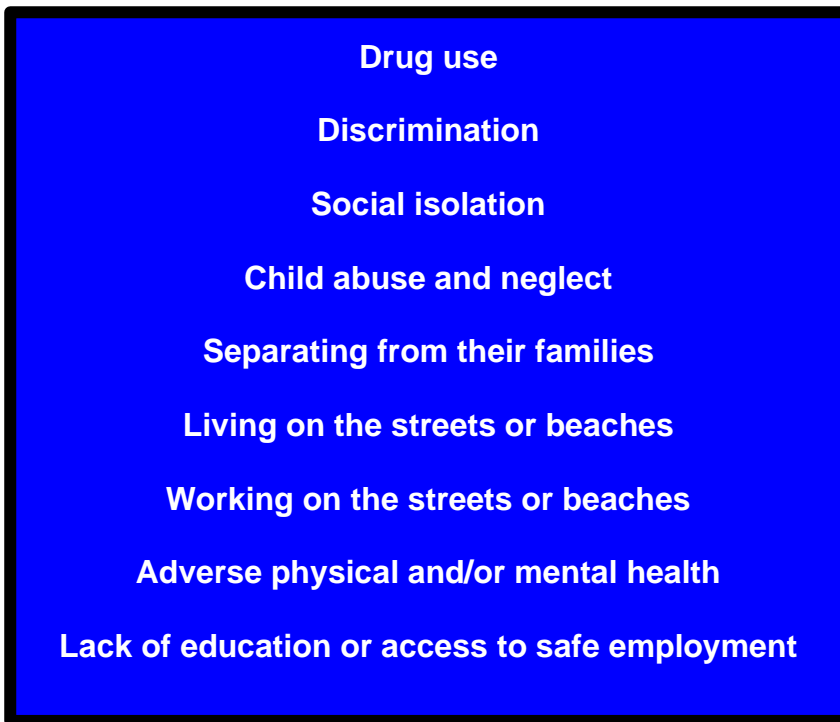 Drug use
Discrimination
Social isolation
Child abuse and neglect
Separating from their families
Living on the streets or beaches
Working on the streets or beaches
Adverse physical and/or mental health
Lack of education or access to safe employment